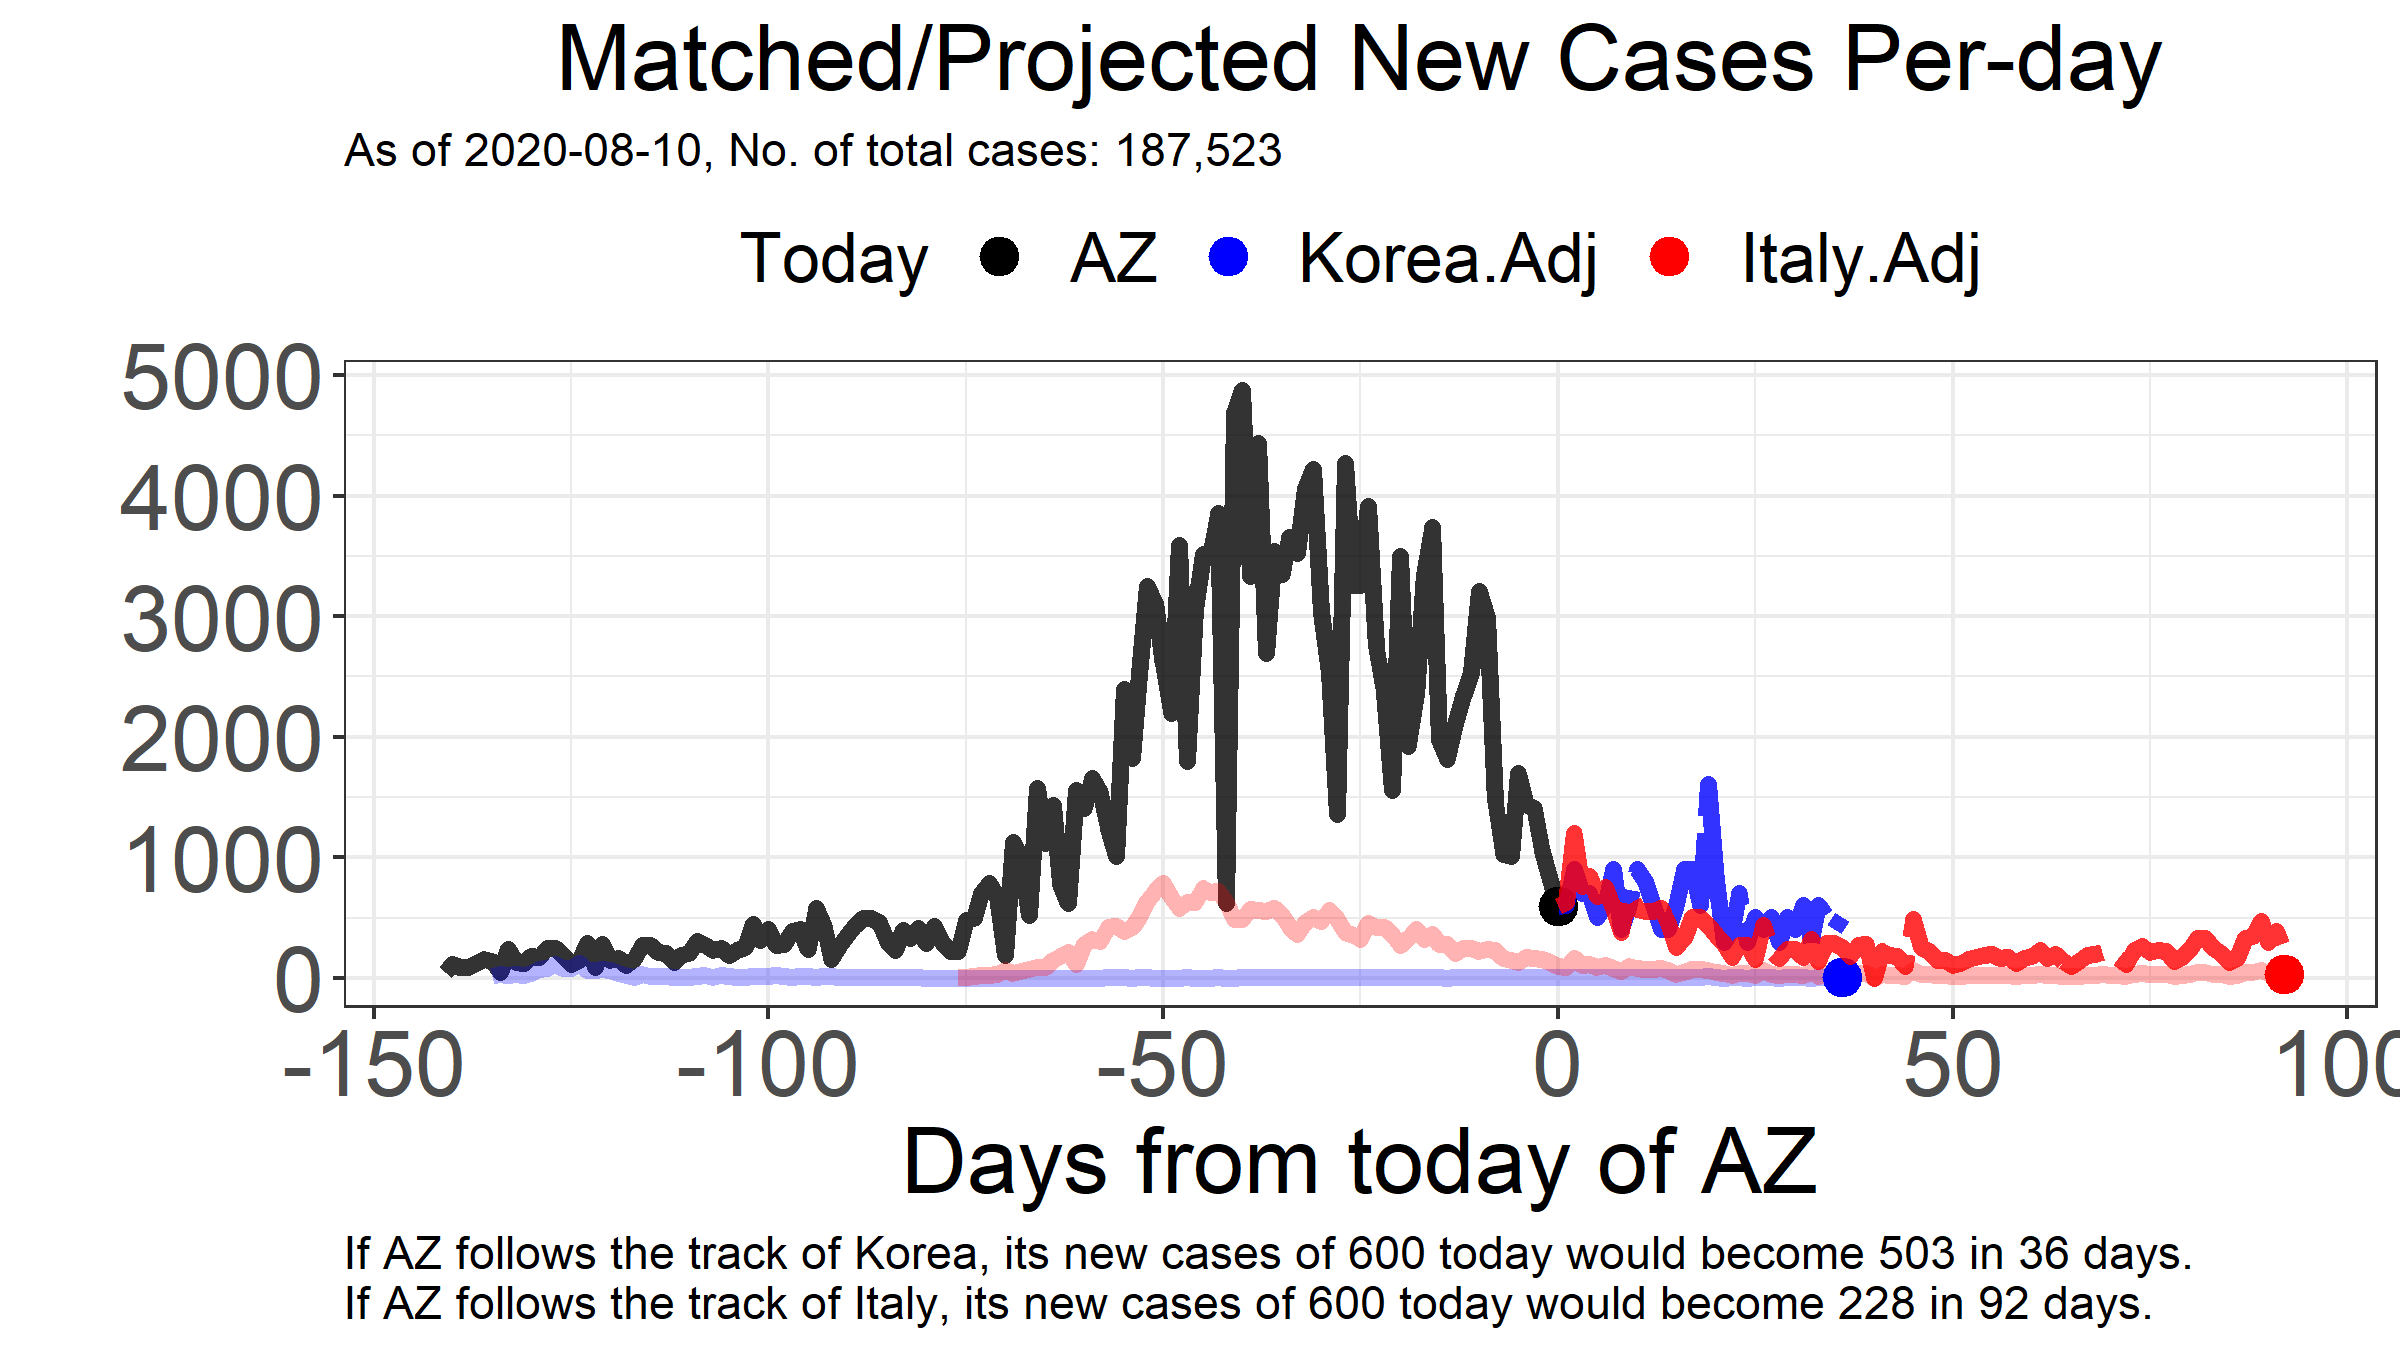 Matched/Projected New Cases Per-day
As of 2020-08-10, No. of total cases: 187,523
Today AZ Korea.Adj Italy.Adj
5000
4000
3000
2000
1000
0
-150 -100 -50 0 50 100
Days from today of AZ
If AZ follows the track of Korea, its new cases of 600 today would become 503 in 36 days.
If AZ follows the track of Italy, its new cases of 600 today would become 228 in 92 days.